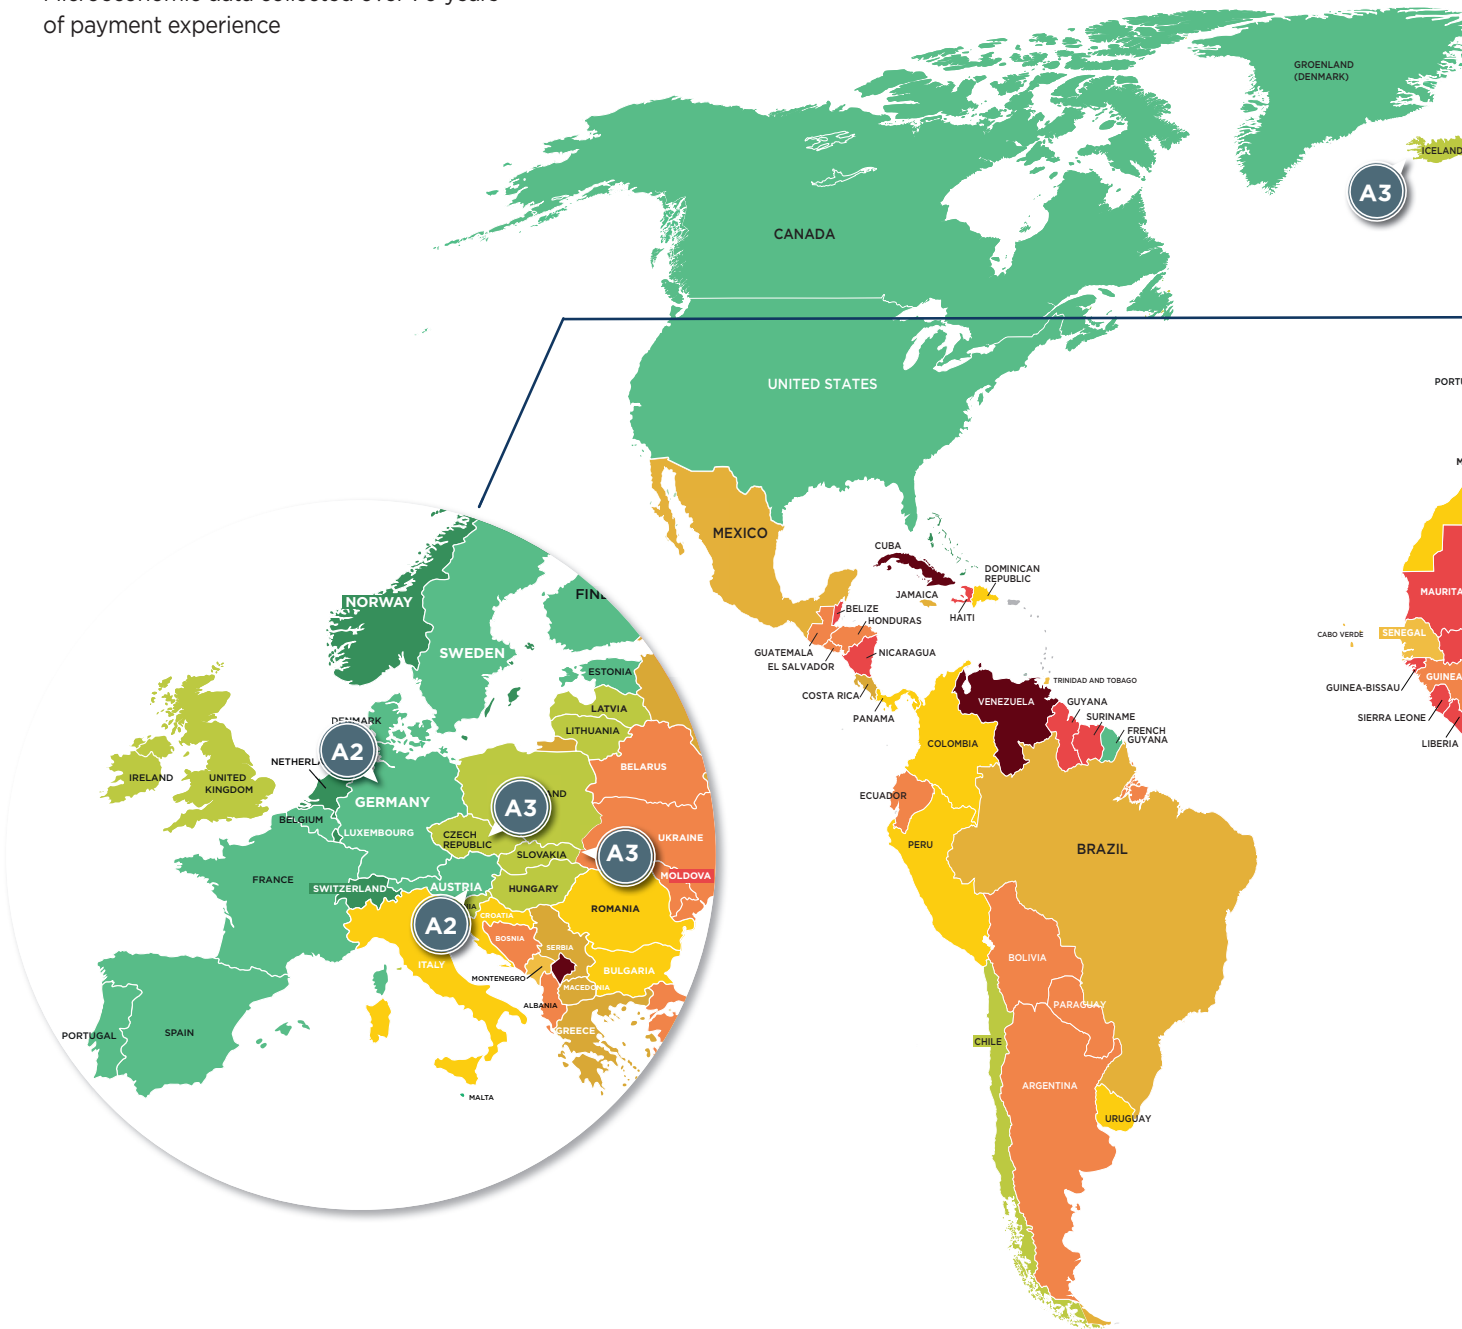 of payment experience
GROENLAND
(DENMARK)
ICELAND
A3
CANADA
UNITED STATES
MEXICO
CUBA
DOMINICAN
REPUBLIC
JAMAICA
HAITI
BELIZE
HONDURAS
GUATEMALA
EL SALVADOR
NICARAGUA
COSTA RICA
PANAMA
TRINIDAD AND TOBAGO
VENEZUELA
GUYANA
SURINAME
FRENCH
GUYANA
COLOMBIA
ECUADOR
PERU
BRAZIL
BOLIVIA
PARAGUAY
CHILE
ARGENTINA
URUGUAY
PORTU
M
MAURITA
CABO VERDE
SENEGAL
GUINEA
GUINEA-BISSAU
SIERRA LEONE
LIBERIA
NORWAY
FINL
SWEDEN
ESTONIA
LATVIA
LITHUANIA
DENMARK
A2
NETHERLA
IRELAND
UNITED
KINGDOM
BELARUS
GERMANY
AND
A3
BELGIUM
LUXEMBOURG
CZECH
REPUBLIC
UKRAINE
SLOVAKIA
A3
MOLDOVA
FRANCE
SWITZERLAND
AUSTRIA
HUNGARY
ROMANIA
A2
CROATIA
BOSNIA
SERBIA
ITALY
MONTENEGRO
BULGARIA
MACEDONIA
ALBANIA
GREECE
PORTUGAL
SPAIN
MALTA